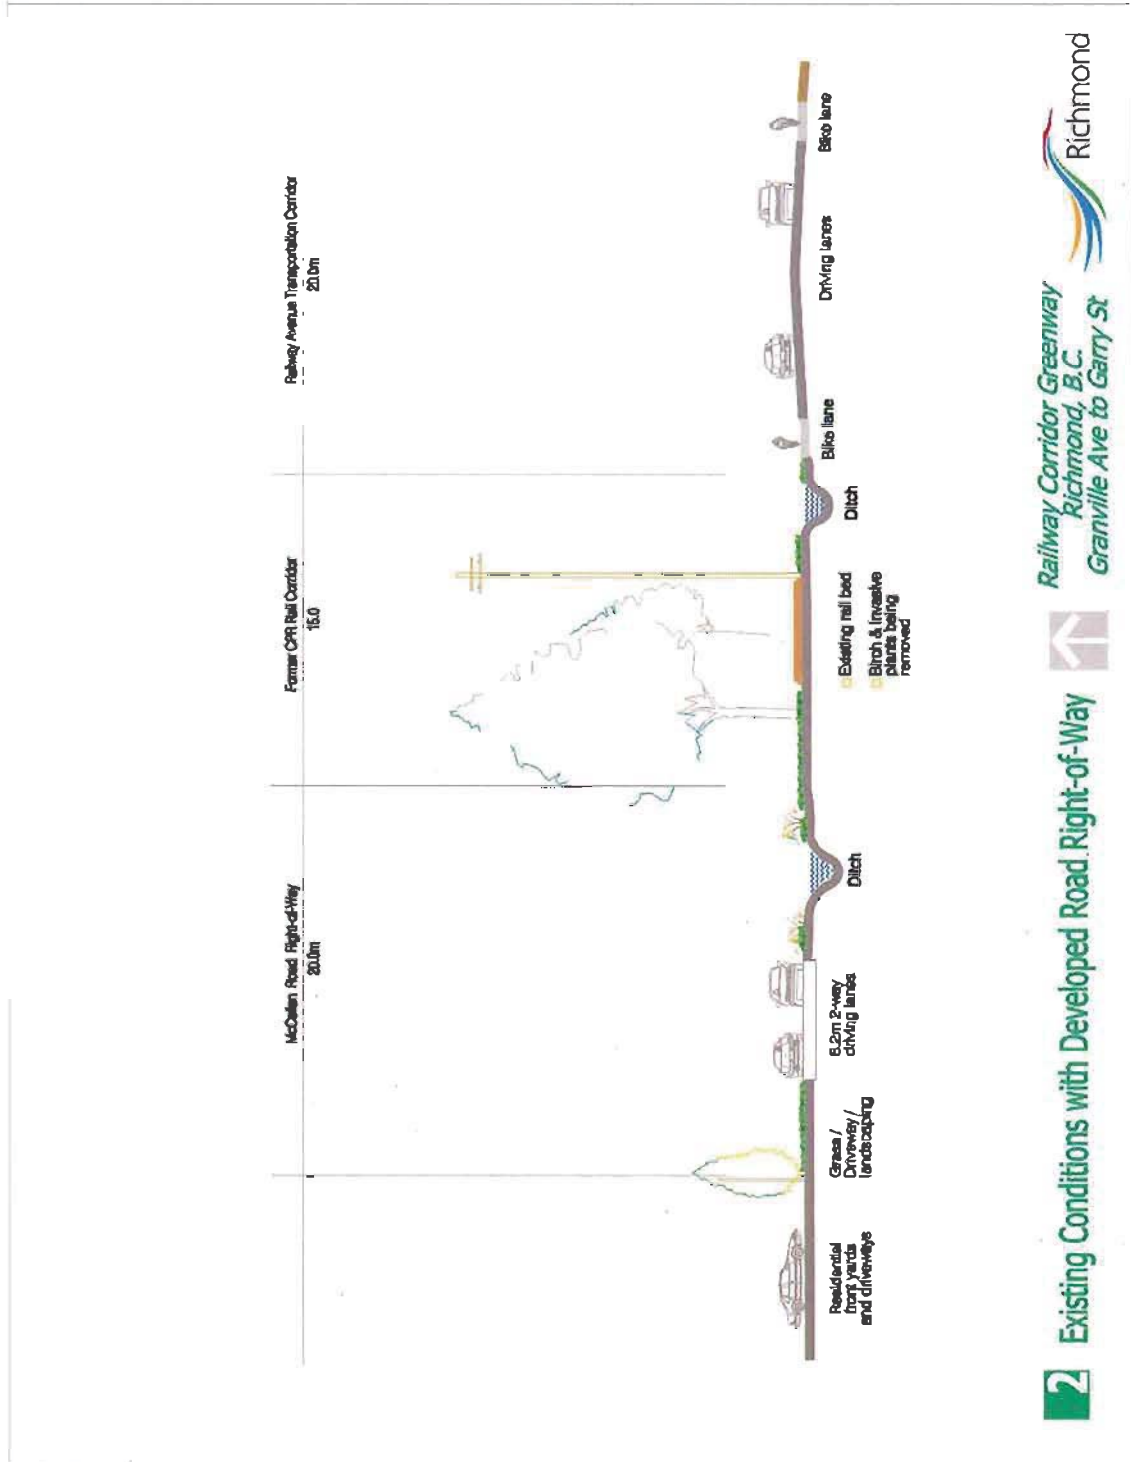 McCallan Road Right-of-Way
20.0m
Former CPR Rail Corridor
15.0
Railway Avenue Transportation Corridor
20.0m
Residential
front yards
and driveways
Grass /
Driveway /
landscaping
6.2m 2-way
driving lanes
Ditch
Existing rail bed
Birch & Invasive
plants being
removed
Ditch
Bike lane
Driving lanes
Bike lane
2 Existing Conditions with Developed Road Right-of-Way
Railway Corridor Greenway
Richmond, B.C.
Granville Ave to Garry St
Richmond